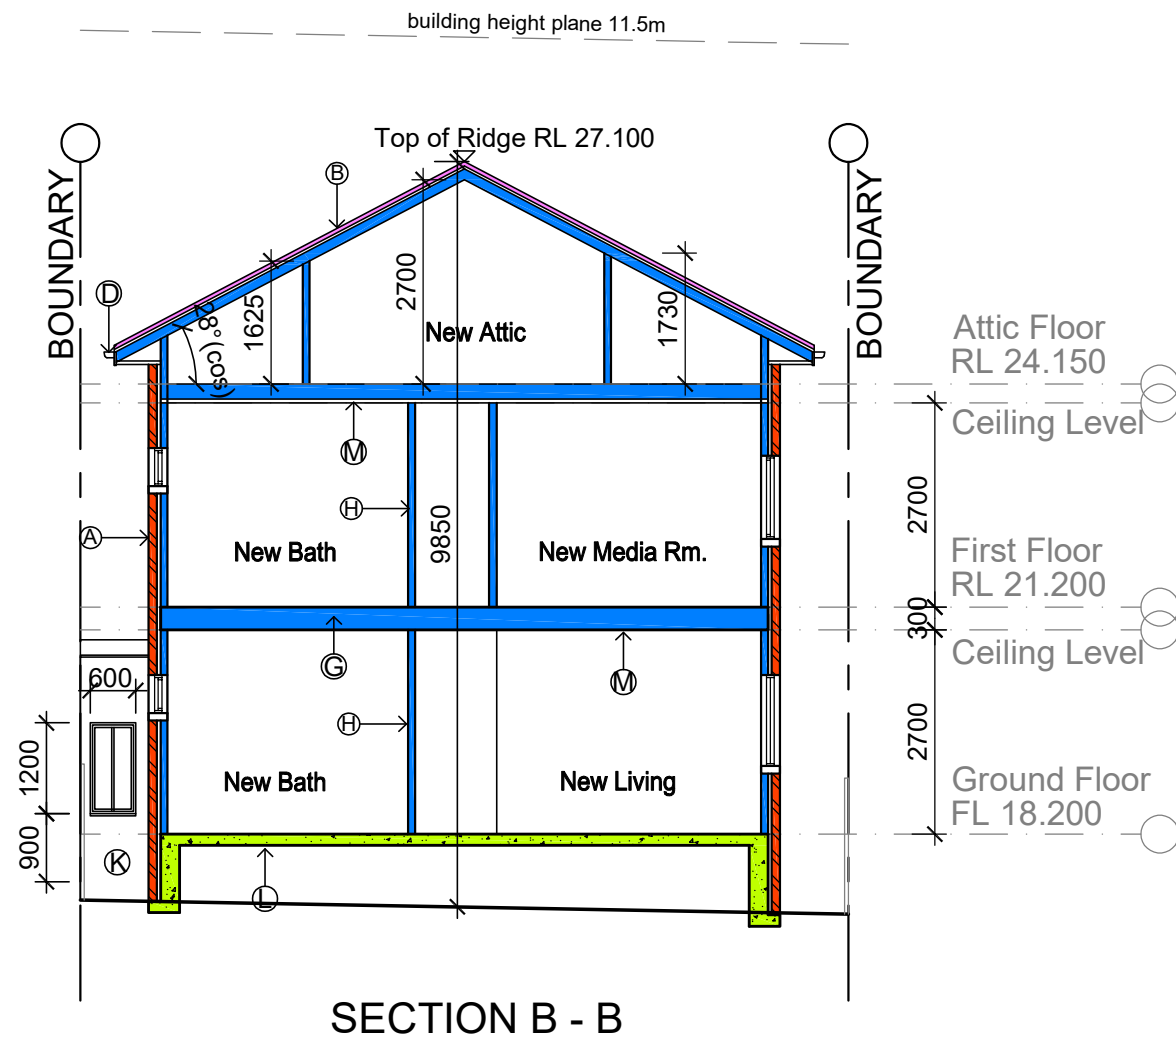 building height plane 11.5m
Top of Ridge RL 27.100
BOUNDARY
BOUNDARY
B
D
28° (cos)
1625
2700
1730
New Attic
Attic Floor
RL 24.150
Ceiling Level
M
H
A
9850
2700
New Bath
New Media Rm.
First Floor
RL 21.200
300
Ceiling Level
G
M
600
H
1200
2700
New Bath
New Living
Ground Floor
FL 18.200
900
K
L
SECTION B - B